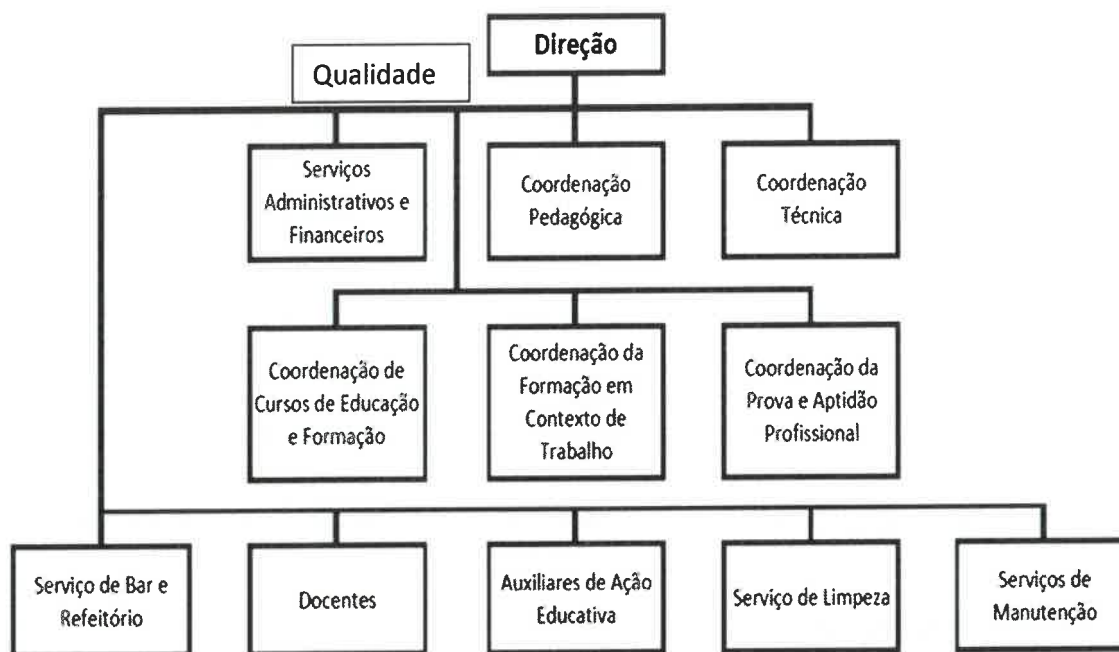 Direção
Qualidade
Serviços
Administrativos e
Financeiros
Coordenação
Pedagógica
Coordenação
Técnica
Coordenação de
Cursos de Educação
e Formação
Coordenação da
Formação em
Contexto de
Trabalho
Coordenação da
Prova e Aptidão
Profissional
Serviço de Bar e
Refeitório
Docentes
Auxiliares de Ação
Educativa
Serviço de Limpeza
Serviços de
Manutenção